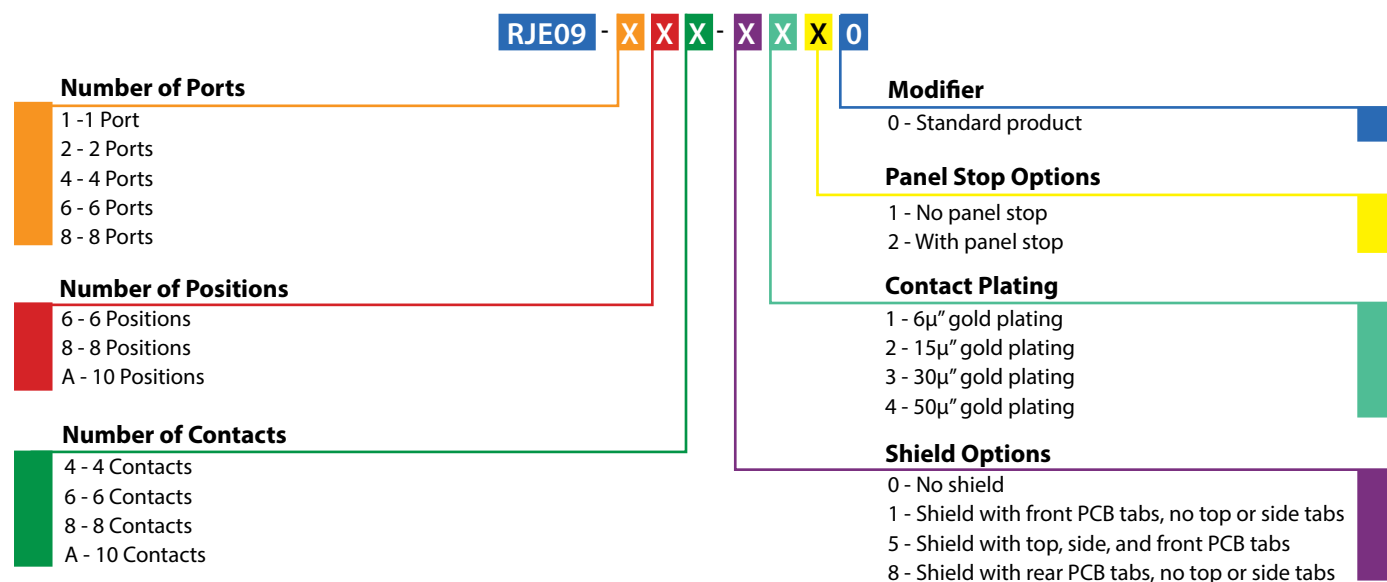 RJE09 - X X X - X X X 0
Number of Ports
1 -1 Port
2 - 2 Ports
4 - 4 Ports
6 - 6 Ports
8 - 8 Ports
Number of Positions
6 - 6 Positions
8 - 8 Positions
A - 10 Positions
Number of Contacts
4 - 4 Contacts
6 - 6 Contacts
8 - 8 Contacts
A - 10 Contacts
Modifier
0 - Standard product
Panel Stop Options
1 - No panel stop
2 - With panel stop
Contact Plating
1 - 6µ” gold plating
2 - 15µ” gold plating
3 - 30µ” gold plating
4 - 50µ” gold plating
Shield Options
0 - No shield
1 - Shield with front PCB tabs, no top or side tabs
5 - Shield with top, side, and front PCB tabs
8 - Shield with rear PCB tabs, no top or side tabs